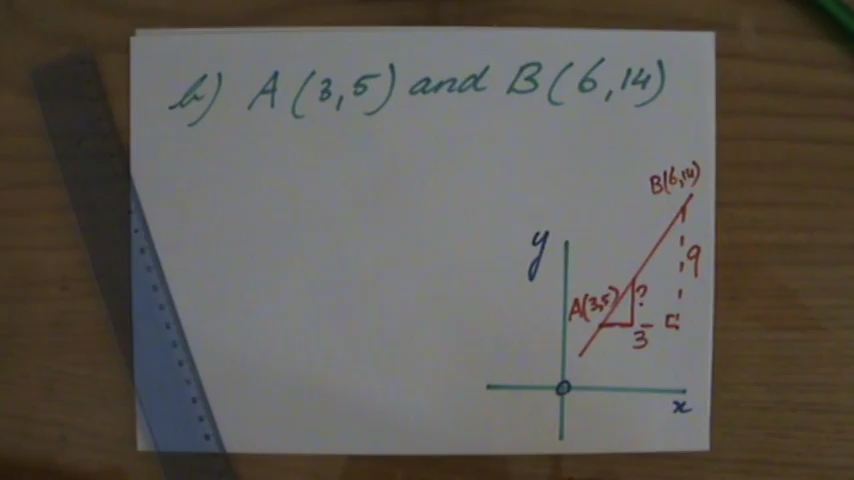 b) A (3,5) and B (6,14)
B(6,14)
y
9
A(3,5)
?
3
O
x